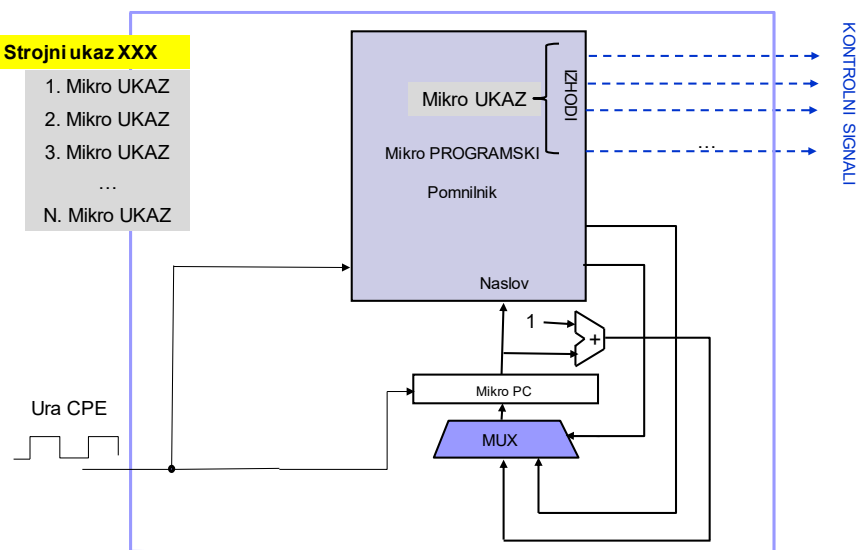 Strojni ukaz XXX
1. Mikro UKAZ
2. Mikro UKAZ
3. Mikro UKAZ
…
N. Mikro UKAZ
Mikro UKAZ
IZHODI
Mikro PROGRAMSKI
Pomnilnik
Naslov
…
KONTROLNI SIGNALI
1
+
Mikro PC
MUX
Ura CPE